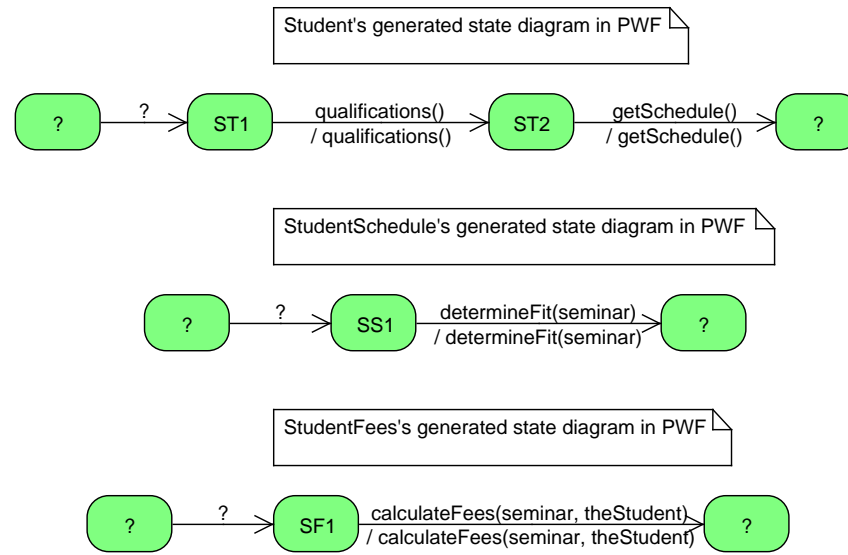 Student's generated state diagram in PWF
?
?
ST1
qualifications()
/ qualifications()
ST2
getSchedule()
/ getSchedule()
?
StudentSchedule's generated state diagram in PWF
?
?
SS1
determineFit(seminar)
/ determineFit(seminar)
?
StudentFees's generated state diagram in PWF
?
?
SF1
calculateFees(seminar, theStudent)
/ calculateFees(seminar, theStudent)
?